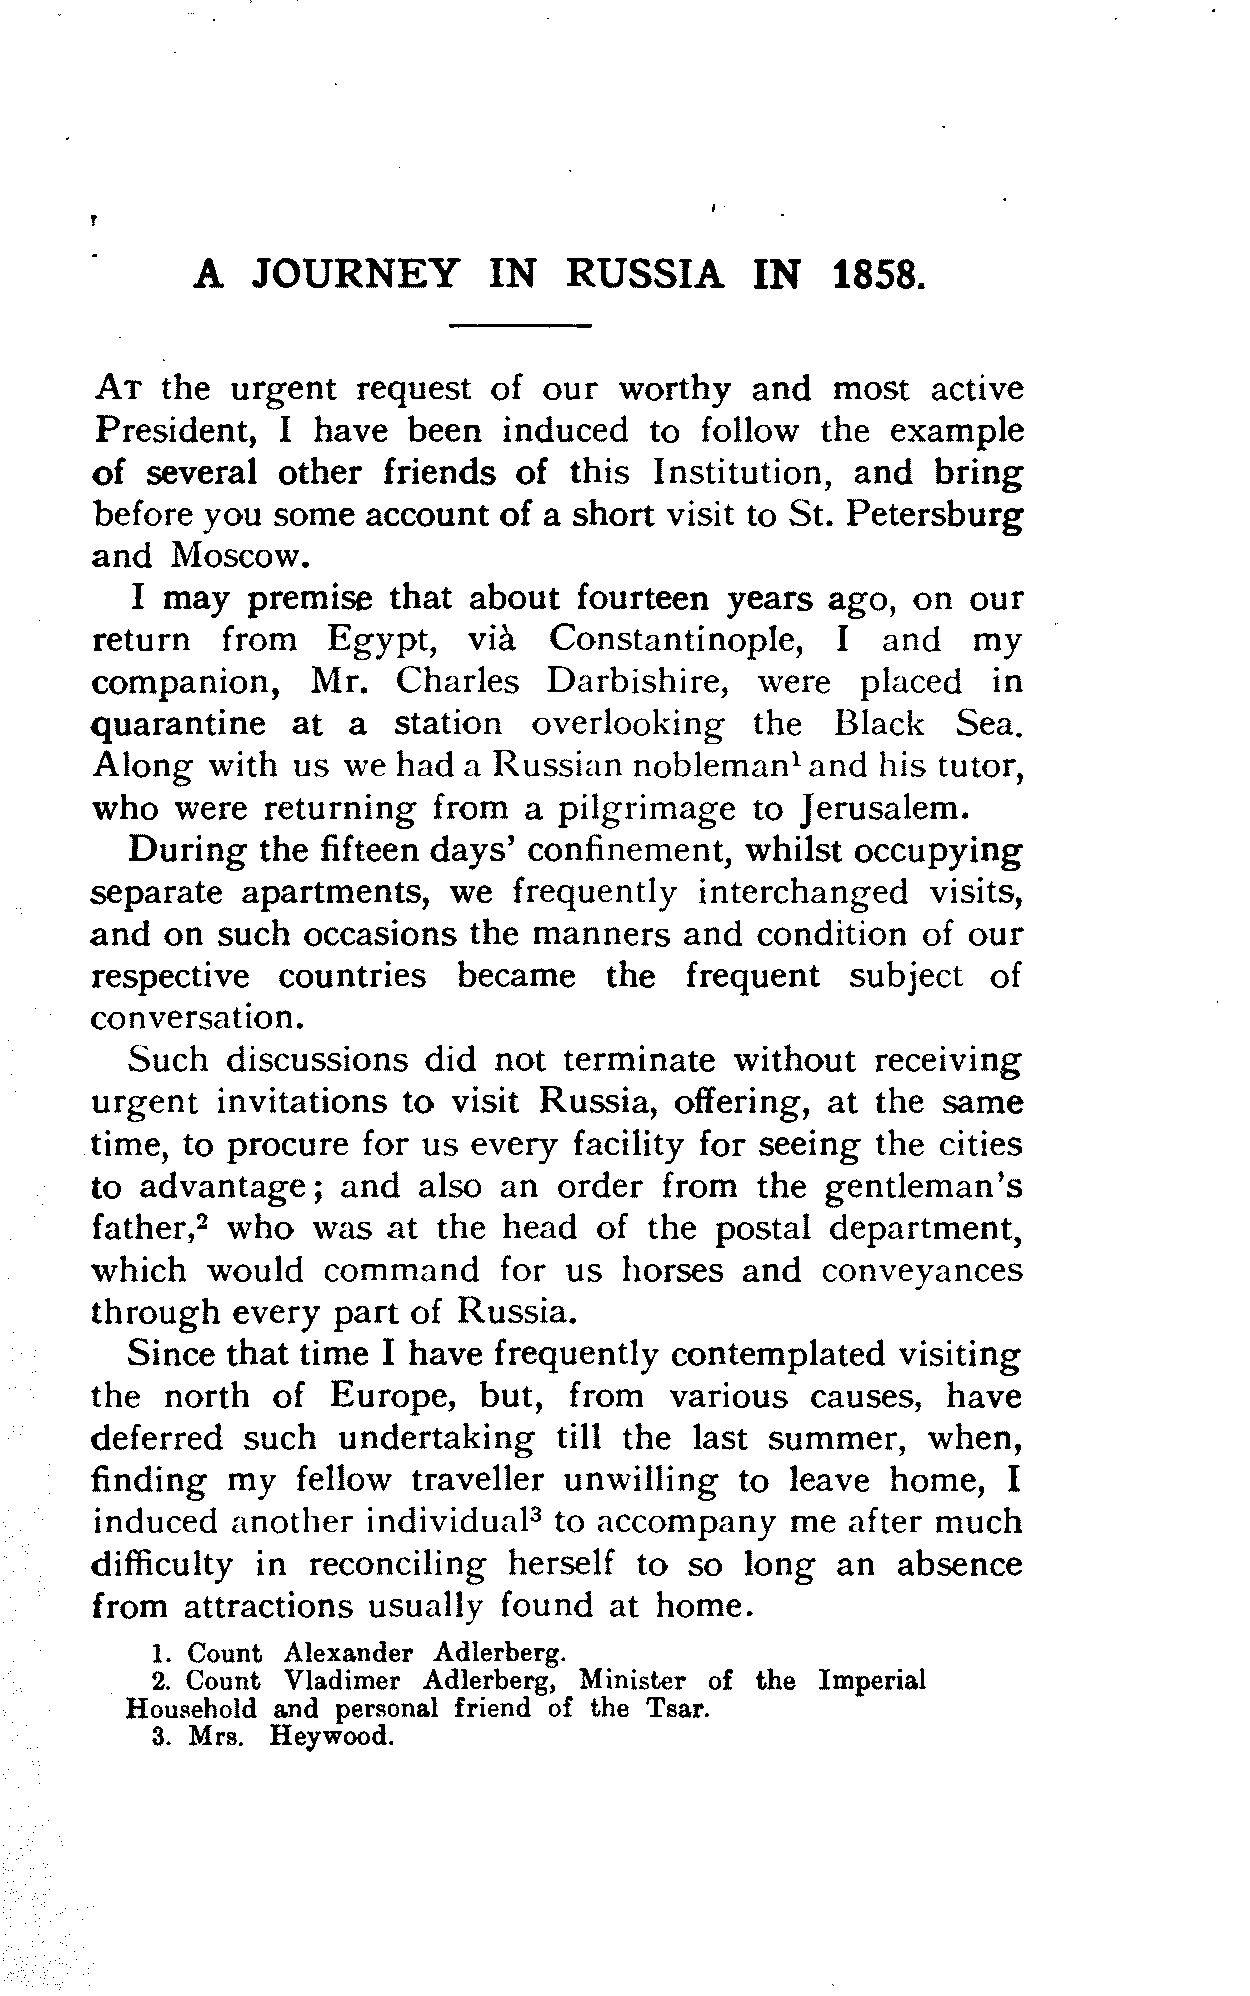 A JOURNEY IN RUSSIA IN 1858.
AT the urgent request of our worthy and most active
President, I have been induced to follow the example
of several other friends of this Institution, and bring
before you some account of a short visit to St. Petersburg
and Moscow.
I may premise that about fourteen years ago, on our
return from Egypt, vià Constantinople, I and my
companion, Mr. Charles Darbishire, were placed in
quarantine at a station overlooking the Black Sea.
Along with us we had a Russian nobleman¹ and his tutor,
who were returning from a pilgrimage to Jerusalem.
During the fifteen days' confinement, whilst occupying
separate apartments, we frequently interchanged visits,
and on such occasions the manners and condition of our
respective countries became the frequent subject of
conversation.
Such discussions did not terminate without receiving
urgent invitations to visit Russia, offering, at the same
time, to procure for us every facility for seeing the cities
to advantage; and also an order from the gentleman's
father,² who was at the head of the postal department,
which would command for us horses and conveyances
through every part of Russia.
Since that time I have frequently contemplated visiting
the north of Europe, but, from various causes, have
deferred such undertaking till the last summer, when,
finding my fellow traveller unwilling to leave home, I
induced another individual³ to accompany me after much
difficulty in reconciling herself to so long an absence
from attractions usually found at home.
1. Count Alexander Adlerberg.
2. Count Vladimer Adlerberg, Minister of the Imperial
Household and personal friend of the Tsar.
3. Mrs. Heywood.